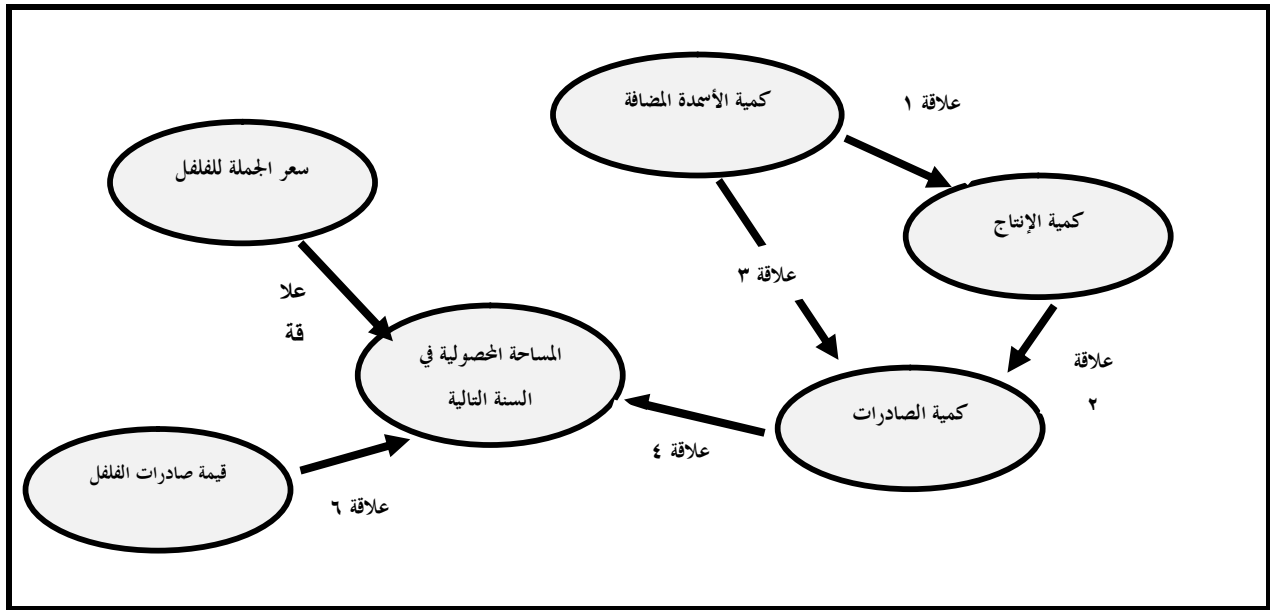 كمية الأسمدة المضافة
علاقة ١
سعر الجملة للفلفل
كمية الإنتاج
علاقة ٣
علا
قة
المساحة المحصولية في
السنة التالية
علاقة
٢
كمية الصادرات
علاقة ٤
قيمة صادرات الفلفل
علاقة ٦